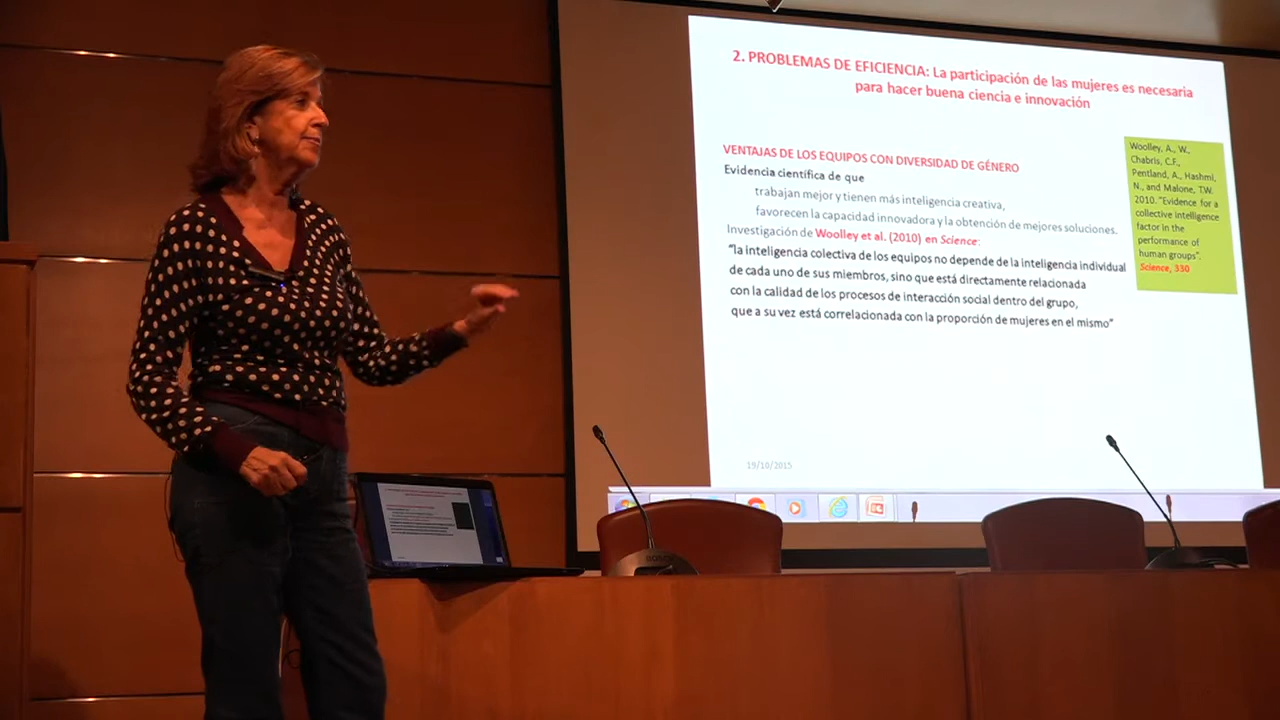 2. PROBLEMAS DE EFICIENCIA: La participación de las mujeres es necesaria
para hacer buena ciencia e innovación
VENTAJAS DE LOS EQUIPOS CON DIVERSIDAD DE GÉNERO
Evidencia científica de que
trabajan mejor y tienen más inteligencia creativa,
favorecen la capacidad innovadora y la obtención de mejores soluciones.
Investigación de Woolley et al. (2010) en Science:
"la inteligencia colectiva de los equipos no depende de la inteligencia individual
de cada uno de sus miembros, sino que está directamente relacionada
con la calidad de los procesos de interacción social dentro del grupo,
que a su vez está correlacionada con la proporción de mujeres en el mismo"
Woolley, A., W.,
Chabris, C.F.,
Pentland, A., Hashmi,
N., and Malone, T.W.
2010. "Evidence for a
collective intelligence
factor in the
performance of
human groups".
Science, 330
19/10/2015
BOSCH